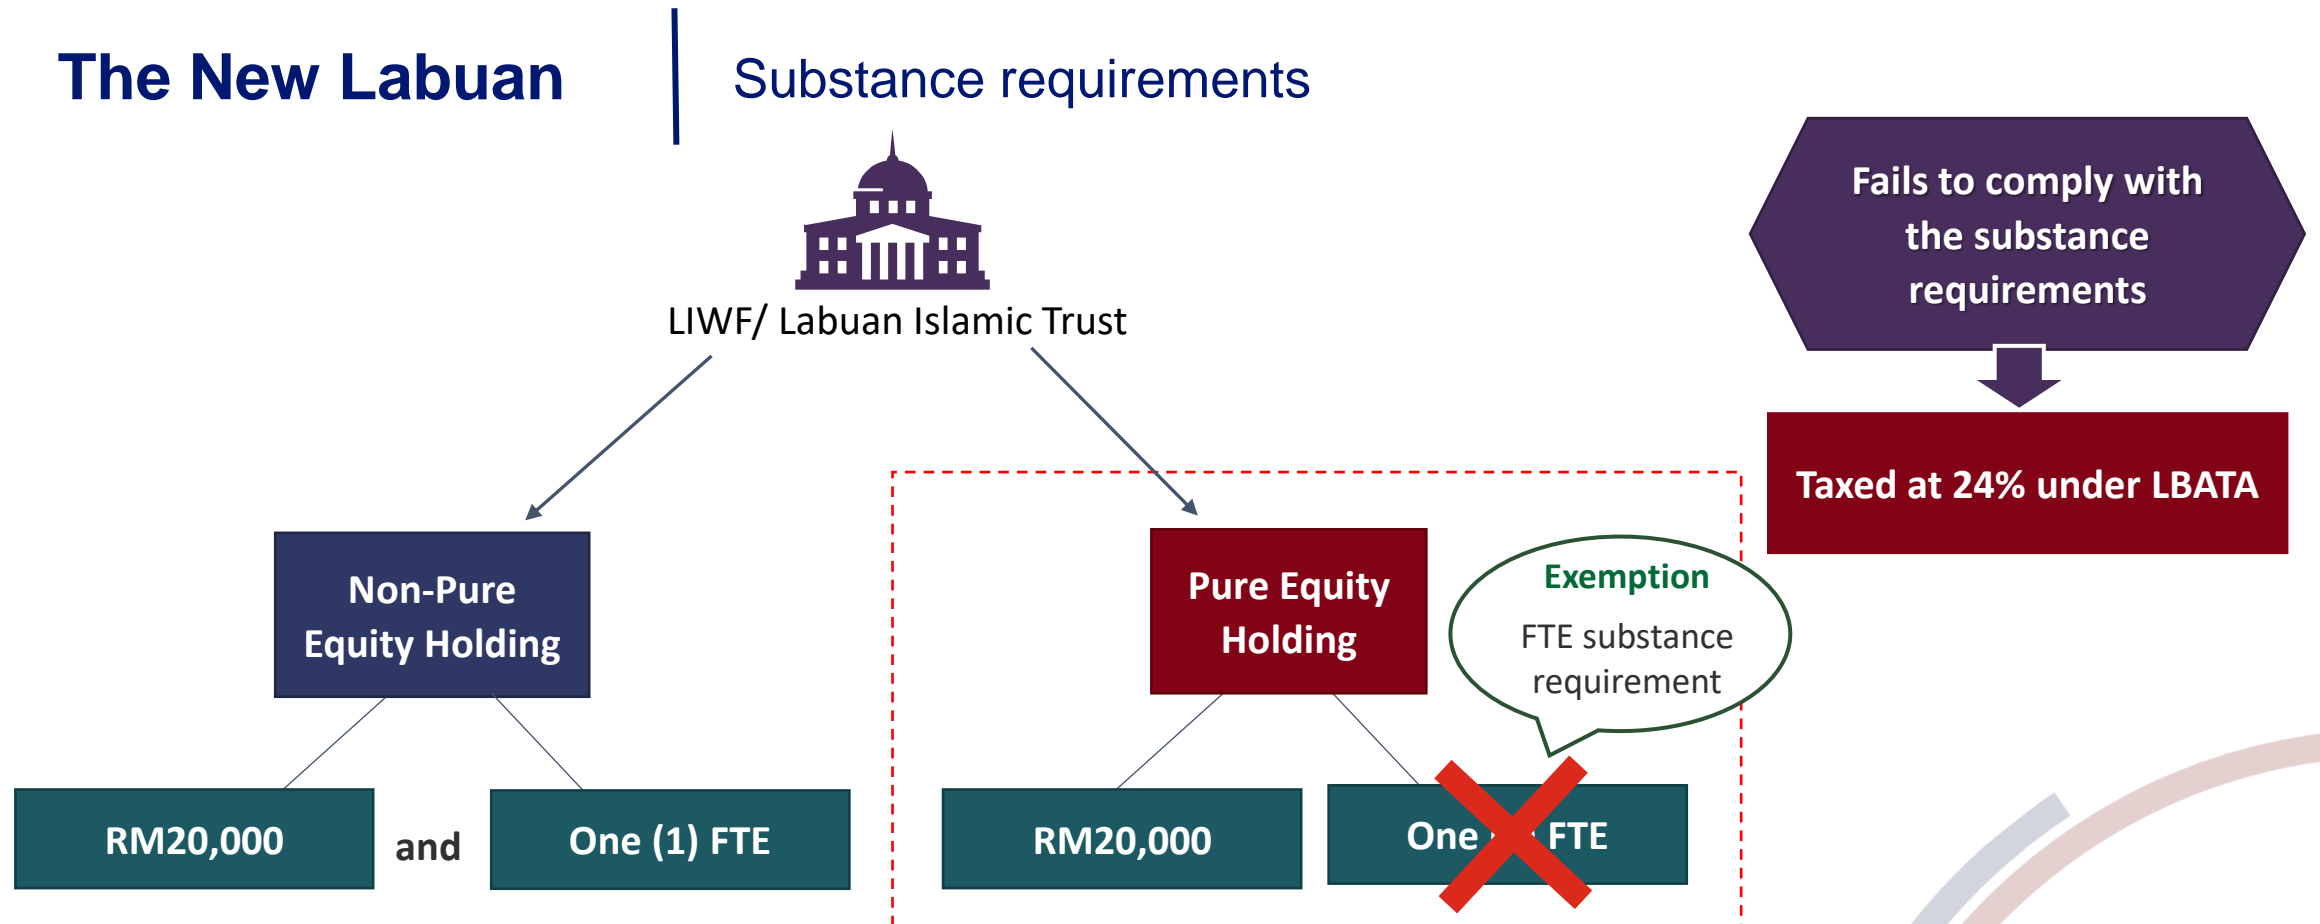 The New Labuan
Substance requirements
LIWF/ Labuan Islamic Trust
Fails to comply with
the substance
requirements
Taxed at 24% under LBATA
Non-Pure
Equity Holding
Pure Equity
Holding
Exemption
FTE substance
requirement
RM20,000
and
One (1) FTE
RM20,000
One FTE